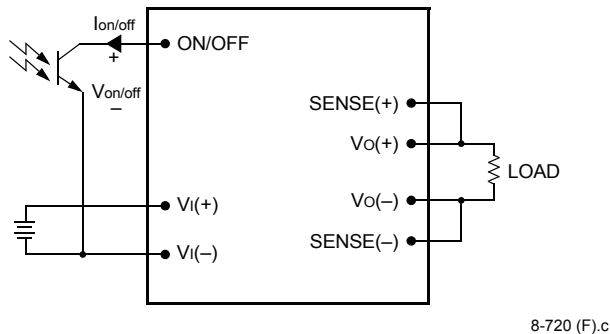 Ion/off
+
ON/OFF
Von/off
–
SENSE(+)
VO(+)
LOAD
VO(–)
SENSE(–)
VI(+)
VI(–)
8-720 (F).c